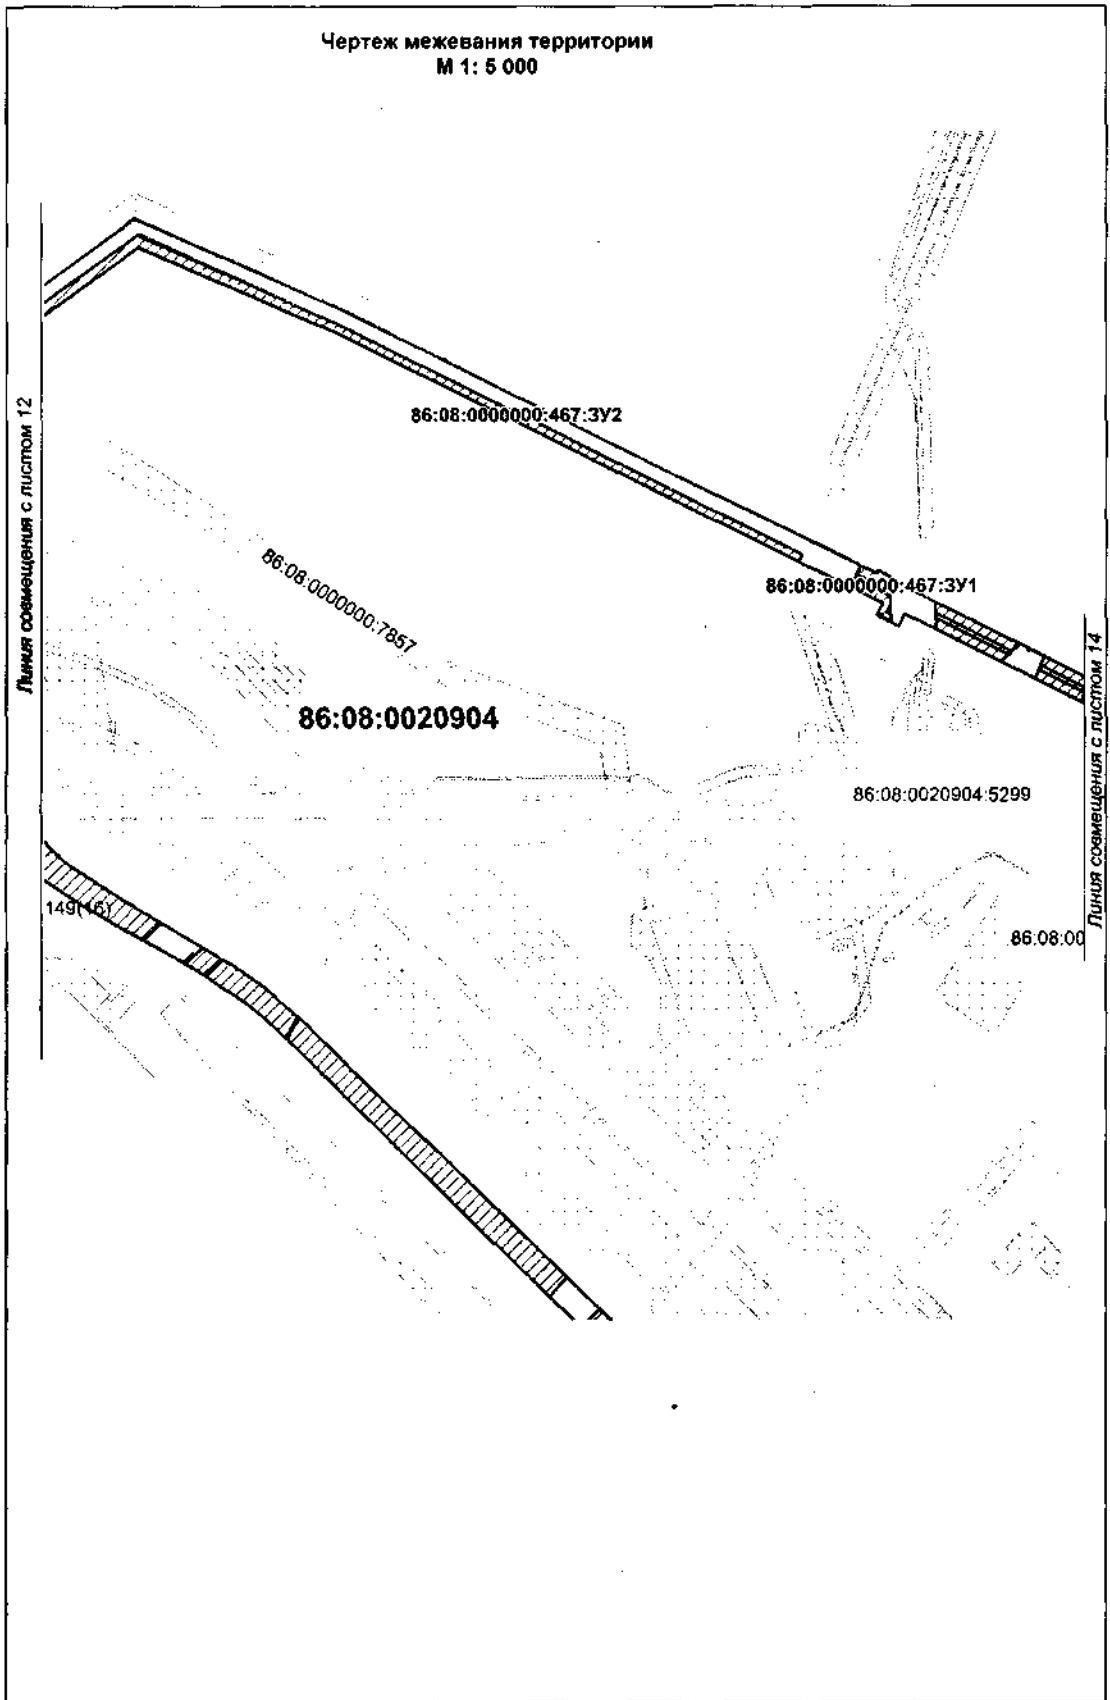 Чертеж межевания территории
М 1: 5 000
Линия совмещения с листом 12
86:08:0000000:467:ЗУ2
86:08:0000000:7857
86:08:0000000:467:ЗУ1
86:08:0020904
86:08:0020904:5299
Линия совмещения с листом 14
149(16)
86:08:00